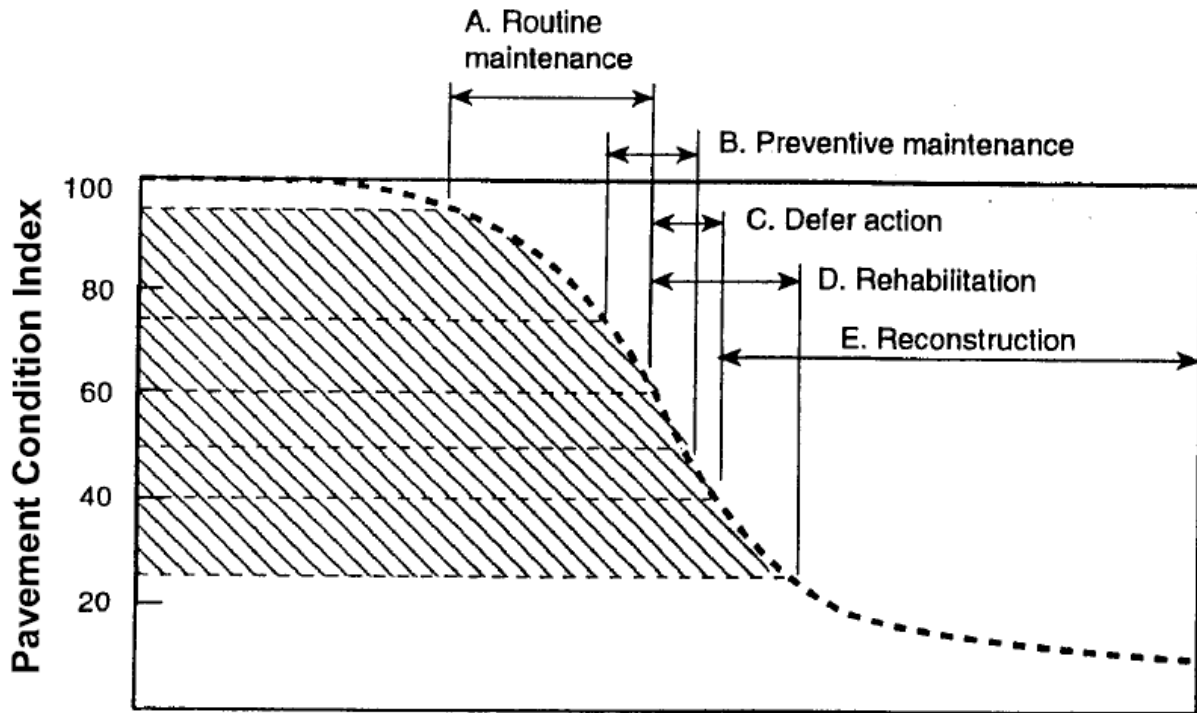 A. Routine
maintenance
B. Preventive maintenance
100
C. Defer action
80
D. Rehabilitation
E. Reconstruction
60
40
20
Pavement Condition Index